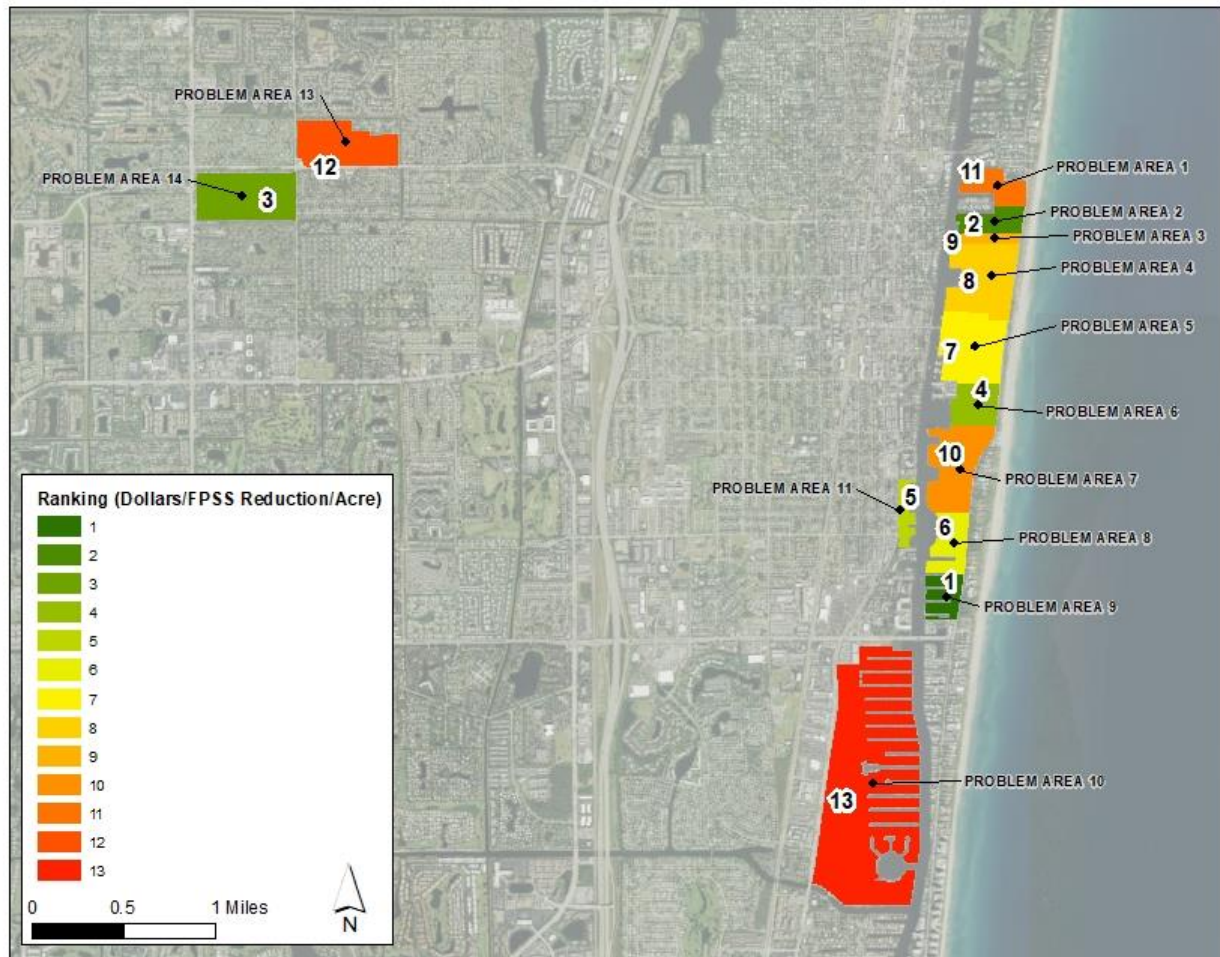 PROBLEM AREA 13
12
PROBLEM AREA 14
3
11
PROBLEM AREA 1
2
PROBLEM AREA 2
9
PROBLEM AREA 3
8
PROBLEM AREA 4
7
PROBLEM AREA 5
4
PROBLEM AREA 6
10
PROBLEM AREA 7
PROBLEM AREA 11
5
6
PROBLEM AREA 8
1
PROBLEM AREA 9
13
PROBLEM AREA 10
Ranking (Dollars/FPSS Reduction/Acre)
1
2
3
4
5
6
7
8
9
10
11
12
13
0 0.5 1 Miles
N